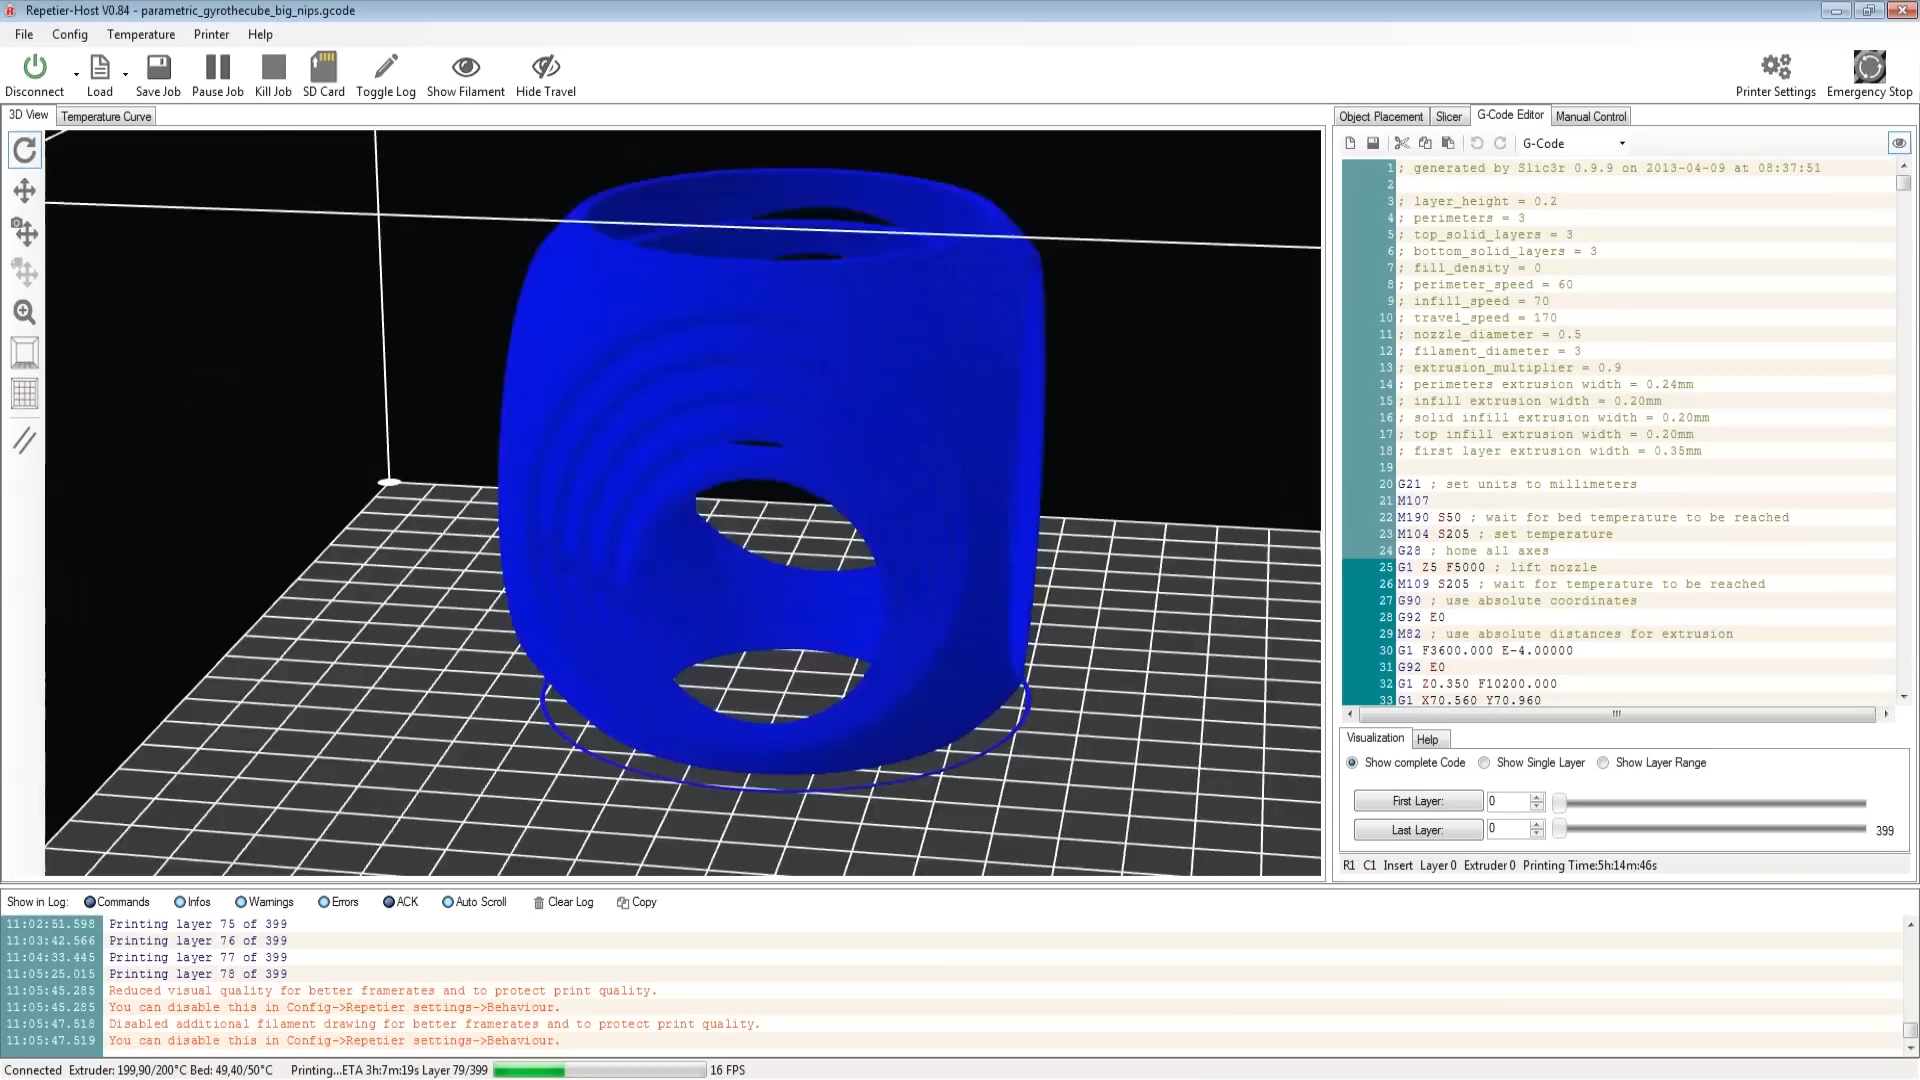 Repetier-Host V0.84 - parametric_gyrothecube_big_nips.gcode
File Config Temperature Printer Help
Disconnect Load Save Job Pause Job Kill Job SD Card Toggle Log Show Filament Hide Travel Printer Settings Emergency Stop
3D View Temperature Curve
Object Placement Slicer G-Code Editor Manual Control
G-Code
1 ; generated by Slic3r 0.9.9 on 2013-04-09 at 08:37:51
2
3 ; layer_height = 0.2
4 ; perimeters = 3
5 ; top_solid_layers = 3
6 ; bottom_solid_layers = 3
7 ; fill_density = 0
8 ; perimeter_speed = 60
9 ; infill_speed = 70
10 ; travel_speed = 170
11 ; nozzle_diameter = 0.5
12 ; filament_diameter = 3
13 ; extrusion_multiplier = 0.9
14 ; perimeters extrusion width = 0.24mm
15 ; infill extrusion width = 0.20mm
16 ; solid infill extrusion width = 0.20mm
17 ; top infill extrusion width = 0.20mm
18 ; first layer extrusion width = 0.35mm
19
20 G21 ; set units to millimeters
21 M107
22 M190 S50 ; wait for bed temperature to be reached
23 M104 S205 ; set temperature
24 G28 ; home all axes
25 G1 Z5 F5000 ; lift nozzle
26 M109 S205 ; wait for temperature to be reached
27 G90 ; use absolute coordinates
28 G92 E0
29 M82 ; use absolute distances for extrusion
30 G1 F3600.000 E-4.00000
31 G92 E0
32 G1 Z0.350 F10200.000
33 G1 X70.560 Y70.960
Visualization Help
Show complete Code Show Single Layer Show Layer Range
First Layer: 0
Last Layer: 0 399
R1 C1 Insert Layer 0 Extruder 0 Printing Time:5h:14m:46s
Show in Log: Commands Infos Warnings Errors ACK Auto Scroll Clear Log Copy
11:02:51.598 Printing layer 75 of 399
11:03:42.566 Printing layer 76 of 399
11:04:33.445 Printing layer 77 of 399
11:05:25.015 Printing layer 78 of 399
11:05:45.285 Reduced visual quality for better framerates and to protect print quality.
11:05:45.285 You can disable this in Config->Repetier settings->Behaviour.
11:05:47.518 Disabled additional filament drawing for better framerates and to protect print quality.
11:05:47.519 You can disable this in Config->Repetier settings->Behaviour.
Connected Extruder: 199,90/200°C Bed: 49,40/50°C Printing...ETA 3h:7m:19s Layer 79/399 16 FPS